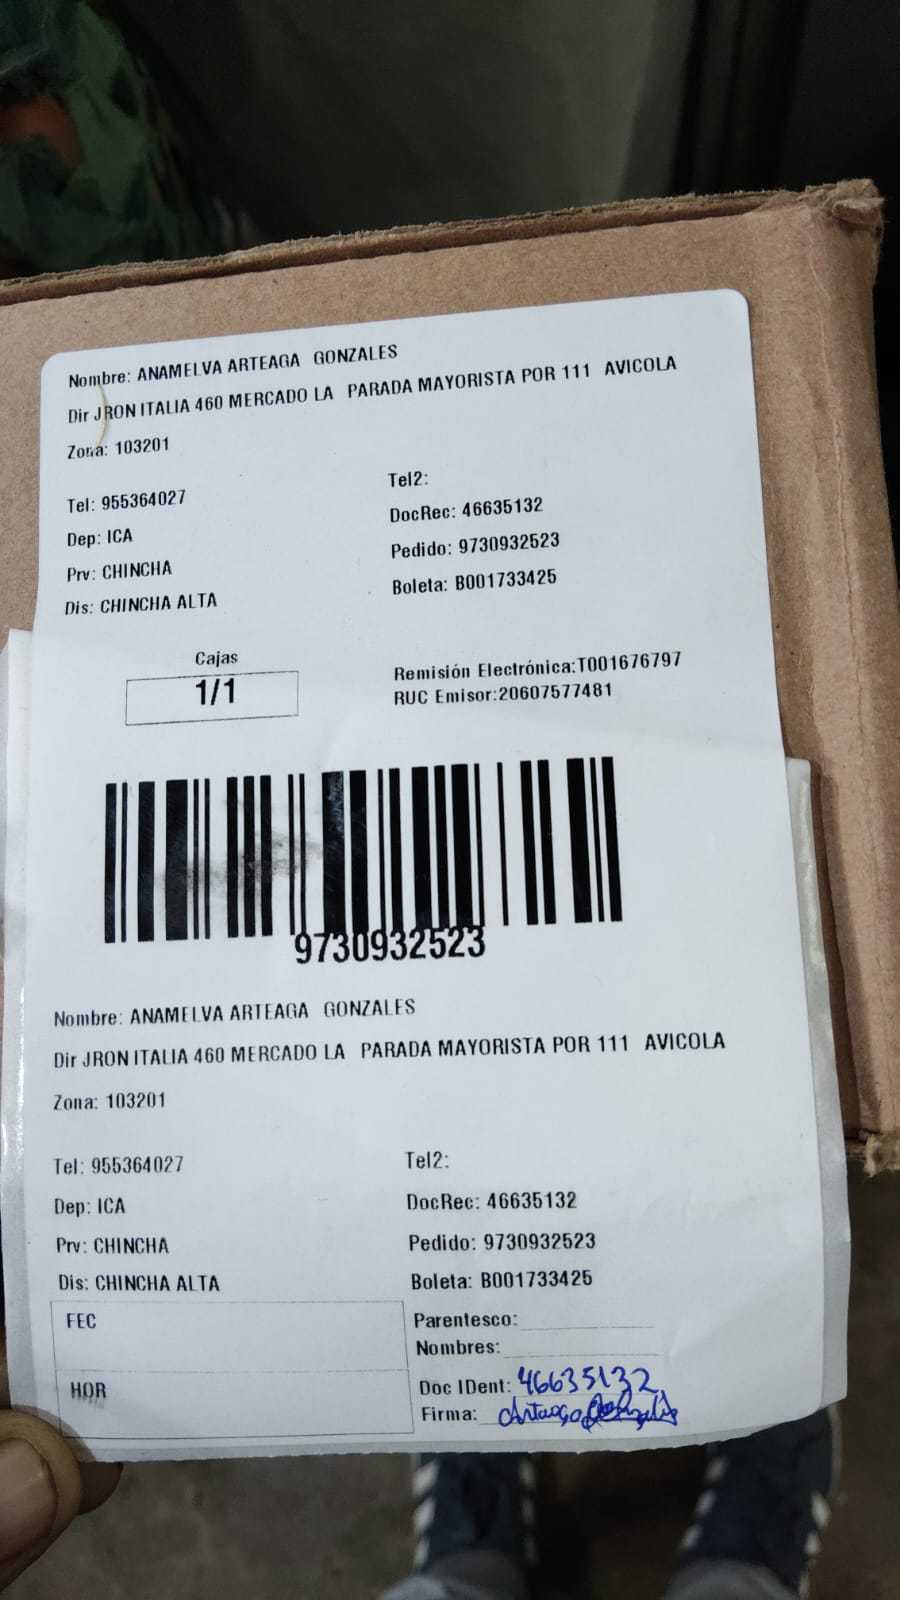 Nombre: ANAMELVA ARTEAGA GONZALES
Dir JRON ITALIA 460 MERCADO LA PARADA MAYORISTA POR 111 AVICOLA
Zona: 103201
Tel: 955364027
Tel2:
Dep: ICA
DocRec: 46635132
Prv: CHINCHA
Pedido: 9730932523
Dis: CHINCHA ALTA
Boleta: B001733425
Cajas
1/1
Remisión Electrónica:T001676797
RUC Emisor:20607577481
9730932523
Nombre: ANAMELVA ARTEAGA GONZALES
Dir JRON ITALIA 460 MERCADO LA PARADA MAYORISTA POR 111 AVICOLA
Zona: 103201
Tel: 955364027
Tel2:
Dep: ICA
DocRec: 46635132
Prv: CHINCHA
Pedido: 9730932523
Dis: CHINCHA ALTA
Boleta: B001733425
FEC
Parentesco:
Nombres:
HOR
Doc IDent: 46635132
Firma: